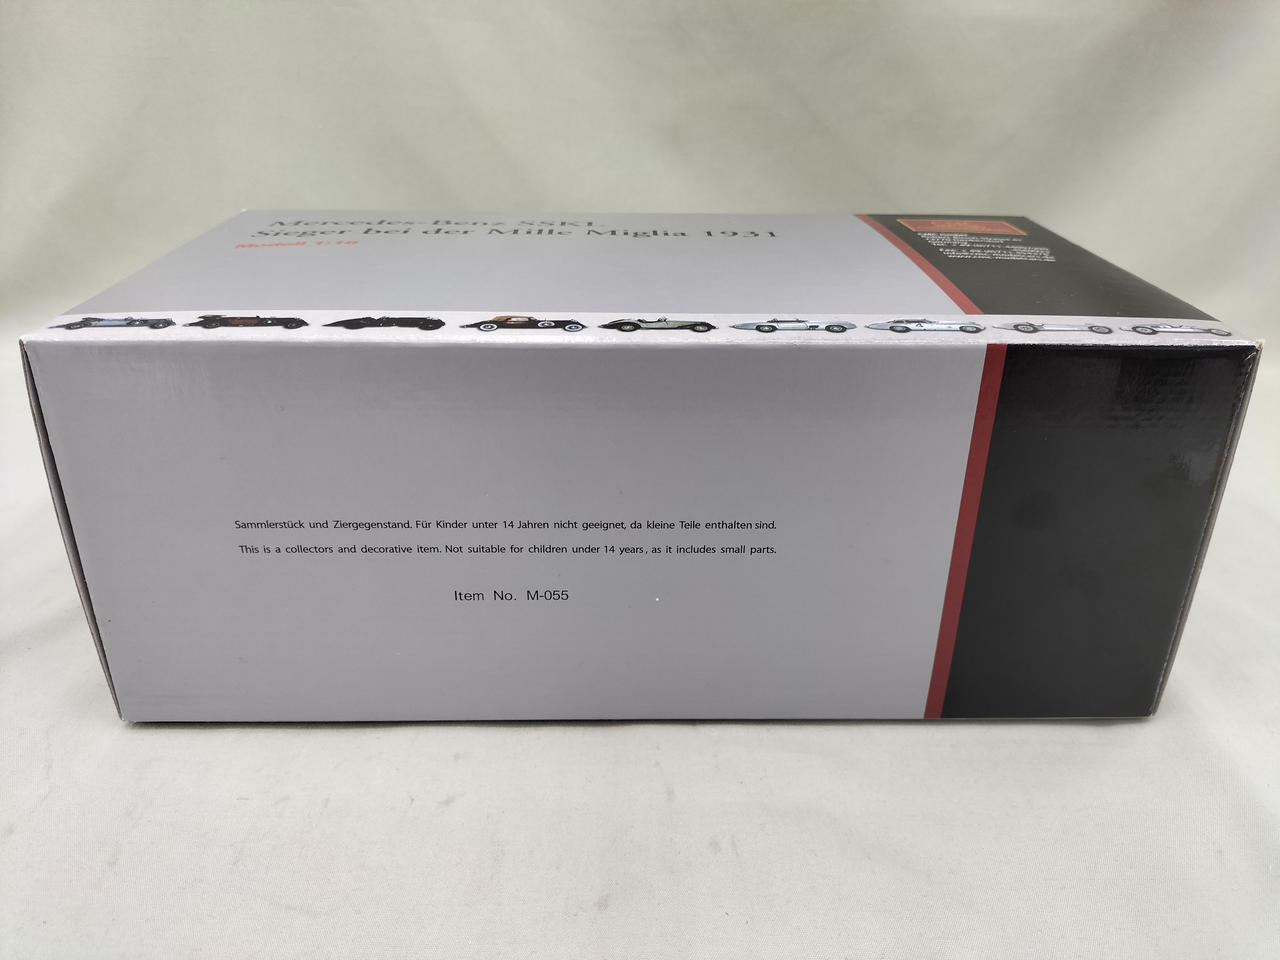 Mercedes-Benz SSKL
Sieger bei der Mille Miglia 1931
Modell 1:18
4
Sammlerstück und Ziergegenstand. Für Kinder unter 14 Jahren nicht geeignet, da kleine Teile enthalten sind.
This is a collectors and decorative item. Not suitable for children under 14 years, as it includes small parts.
Item No. M-055